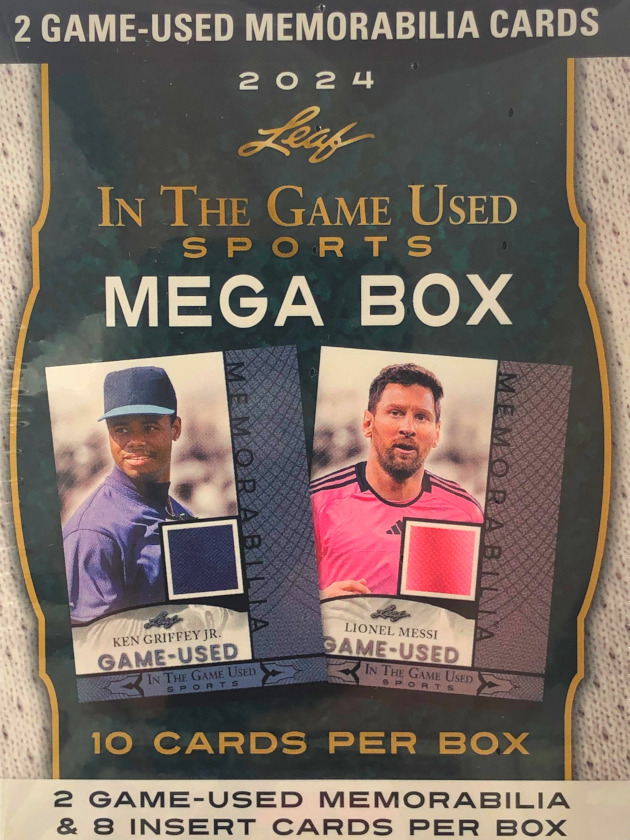 2 GAME-USED MEMORABILIA CARDS
2024
Leaf
IN THE GAME USED
SPORTS
MEGA BOX
MEMORABILIA
Leaf
KEN GRIFFEY JR.
GAME-USED
IN THE GAME USED
SPORTS
MEMORABILIA
Leaf
LIONEL MESSI
GAME-USED
IN THE GAME USED
SPORTS
10 CARDS PER BOX
2 GAME-USED MEMORABILIA
& 8 INSERT CARDS PER BOX